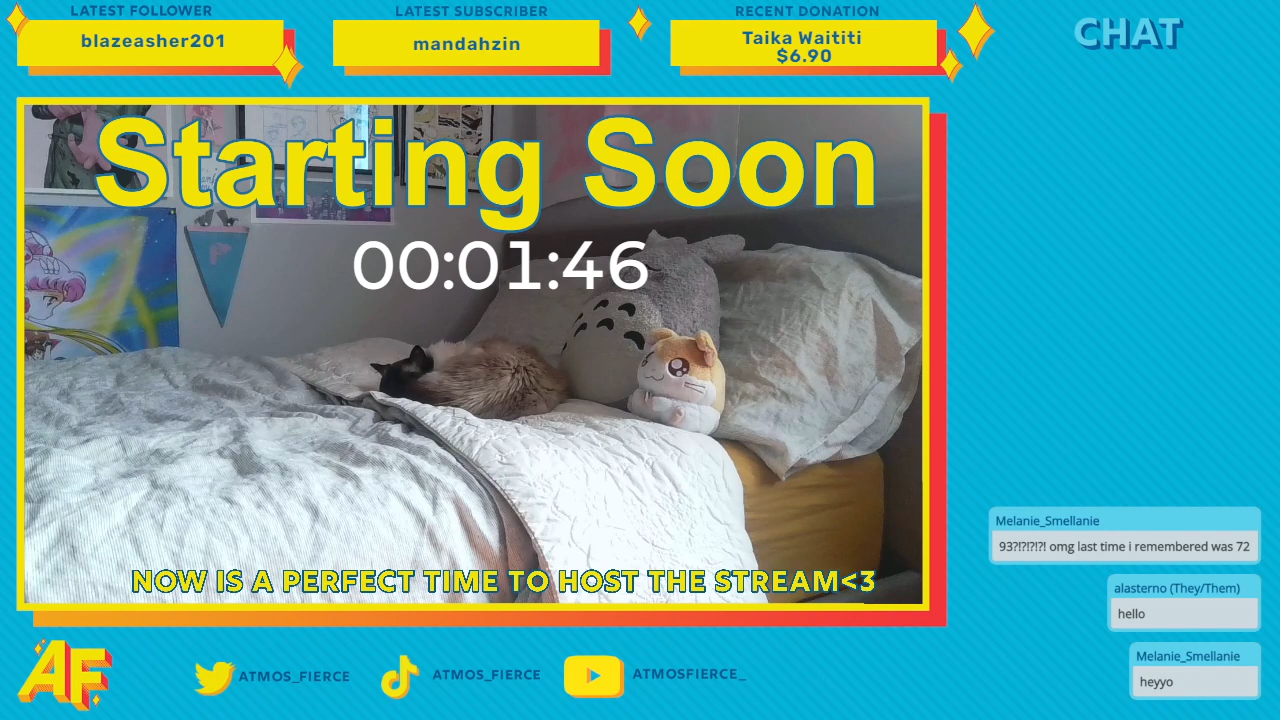 LATEST FOLLOWER
blazeasher201
LATEST SUBSCRIBER
mandahzin
RECENT DONATION
Taika Waititi
$6.90
CHAT
Starting Soon
00:01:46
P
NOW IS A PERFECT TIME TO HOST THE STREAM<3
Melanie_Smellanie
93?!?!?!?! omg last time i remembered was 72
alasterno (They/Them)
hello
Melanie_Smellanie
heyyo
AF
ATMOS_FIERCE
ATMOS_FIERCE
ATMOSFIERCE_